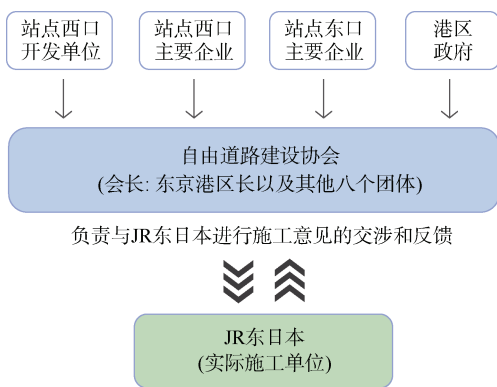 站点西口
开发单位
站点西口
主要企业
站点东口
主要企业
港区
政府
自由道路建设协会
(会长: 东京港区长以及其他八个团体)
负责与JR东日本进行施工意见的交涉和反馈
JR东日本
(实际施工单位)